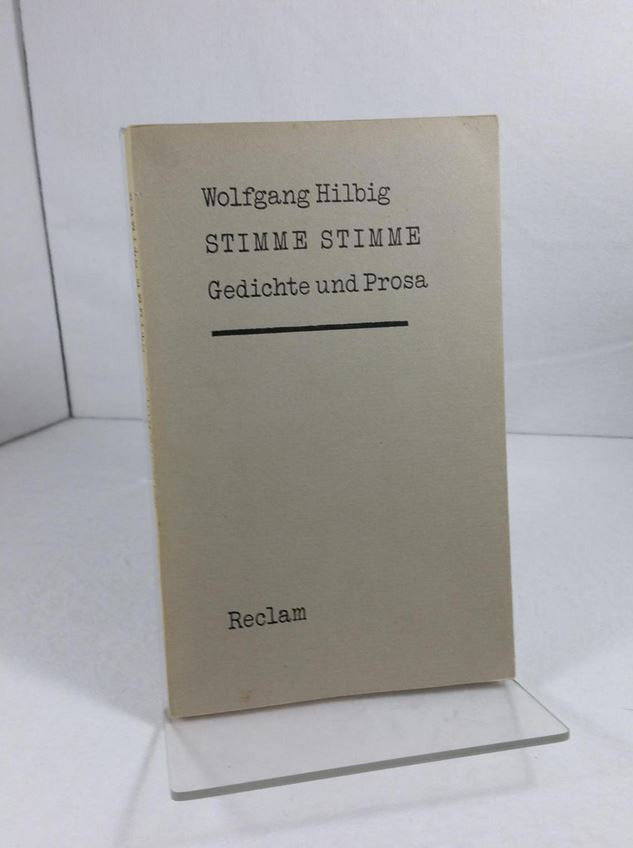 Wolfgang Hilbig
STIMME STIMME
Gedichte und Prosa
Reclam